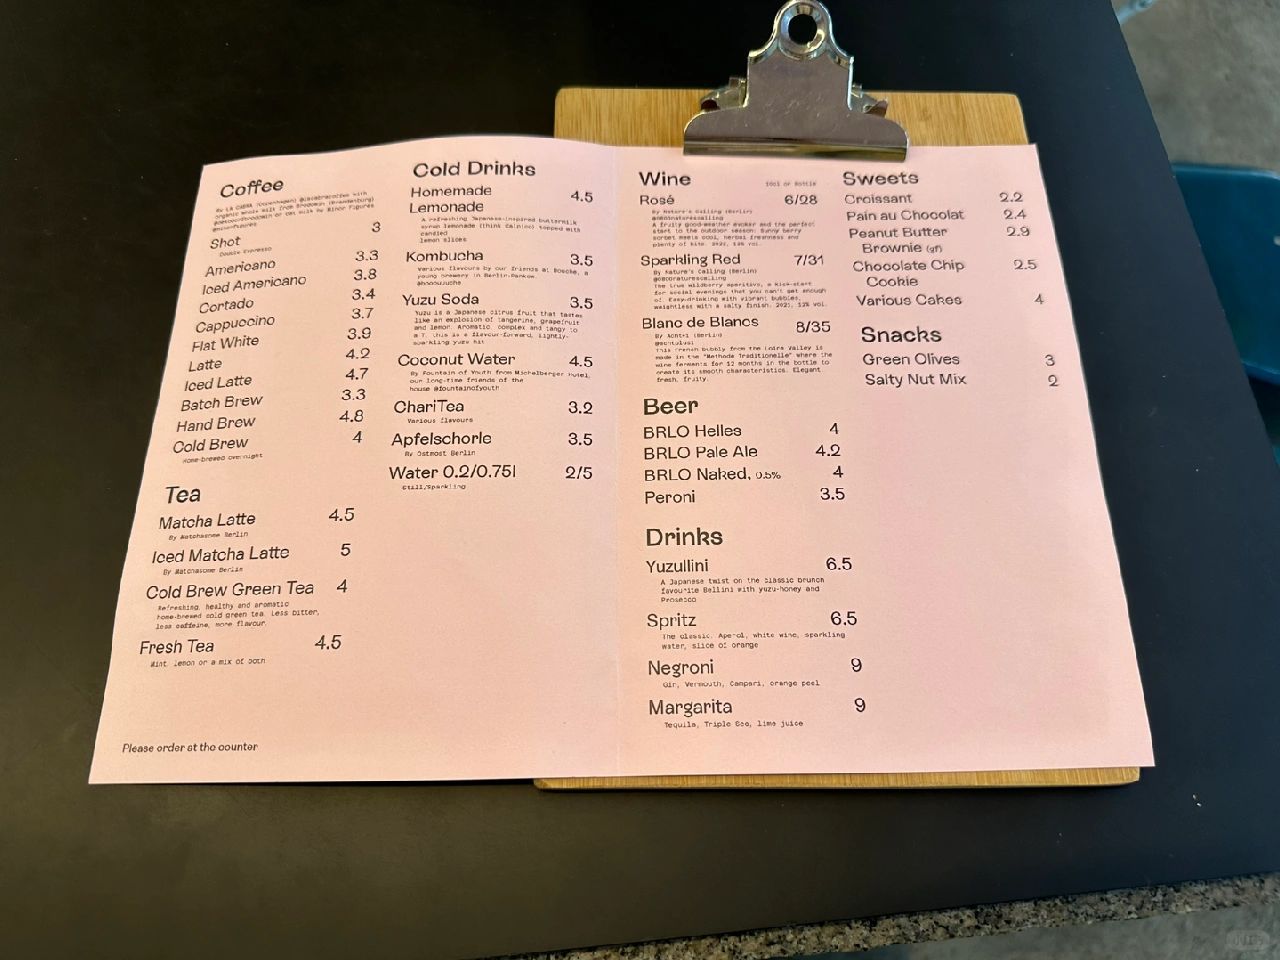 Coffee
By LA CABRA (Copenhagen) @lacabracoffee with
organic whole milk from Brodowin (Brandenburg)
@oekodorfbrodowin or oat milk by Minor Figures
@minorfigures
Shot 3
Double Espresso
Americano 3.3
Iced Americano 3.8
Cortado 3.4
Cappuccino 3.7
Flat White 3.9
Latte 4.2
Iced Latte 4.7
Batch Brew 3.3
Hand Brew 4.8
Cold Brew 4
Home-brewed overnight
Tea
Matcha Latte 4.5
By Matchasome Berlin
Iced Matcha Latte 5
By Matchasome Berlin
Cold Brew Green Tea 4
Refreshing, healthy and aromatic
home-brewed cold green tea. Less bitter,
less caffeine, more flavour.
Fresh Tea 4.5
Mint, lemon or a mix of both
Please order at the counter
Cold Drinks
Homemade
Lemonade 4.5
A refreshing Japanese-inspired buttermilk
syrup lemonade (think Calpico) topped with
candied
lemon slices
Kombucha 3.5
Various flavours by our friends at Bouche, a
young brewery in Berlin-Pankow.
Yuzu Soda 3.5
Yuzu is a Japanese citrus fruit that tastes
like an explosion of tangerine, grapefruit
and lemon. Aromatic, complex and tangy to
a T, this is a flavour-forward, lightly-
sparkling yuzu hit
Coconut Water 4.5
By Fountain of Youth from Michelberger Hotel,
our long-time friends of the
house @fountainofyouth
ChariTea 3.2
Various flavours
Apfelschorle 3.5
By Ostmost Berlin
Water 0.2/0.75l 2/5
Still/Sparkling
Wine
10cl or Bottle
Rosé 6/28
By Nature's Calling (Berlin)
A fruity good-weather evoker and the perfect
start to the outdoor season: Sunny berry
sorbet meets cool, herbal freshness and
plenty of bite. 2021, 12% vol.
Sparkling Red 7/31
By Nature's Calling (Berlin)
The true wildberry aperitivo, a kick-start
for social evenings that you can't get enough
of. Easy-drinking with vibrant bubbles,
weightless with a salty finish. 2021, 12% vol.
Blanc de Blancs 8/35
This French bubbly from the Loire Valley is
made in the "Methode Traditionelle" where the
wine ferments for 12 months in the bottle to
create its smooth characteristics. Elegant
fresh, fruity.
Beer
BRLO Helles 4
BRLO Pale Ale 4.2
BRLO Naked, 0.5% 4
Peroni 3.5
Drinks
Yuzullini 6.5
A Japanese twist on the classic brunch
favourite Bellini with yuzu-honey and
Prosecco
Spritz 6.5
The classic. Aperol, white wine, sparkling
water, slice of orange
Negroni 9
Gin, Vermouth, Campari, orange peel
Margarita 9
Tequila, Triple Sec, lime juice
Sweets
Croissant 2.2
Pain au Chocolat 2.4
Peanut Butter 2.9
Brownie (gf)
Chocolate Chip 2.5
Cookie
Various Cakes 4
Snacks
Green Olives 3
Salty Nut Mix 2